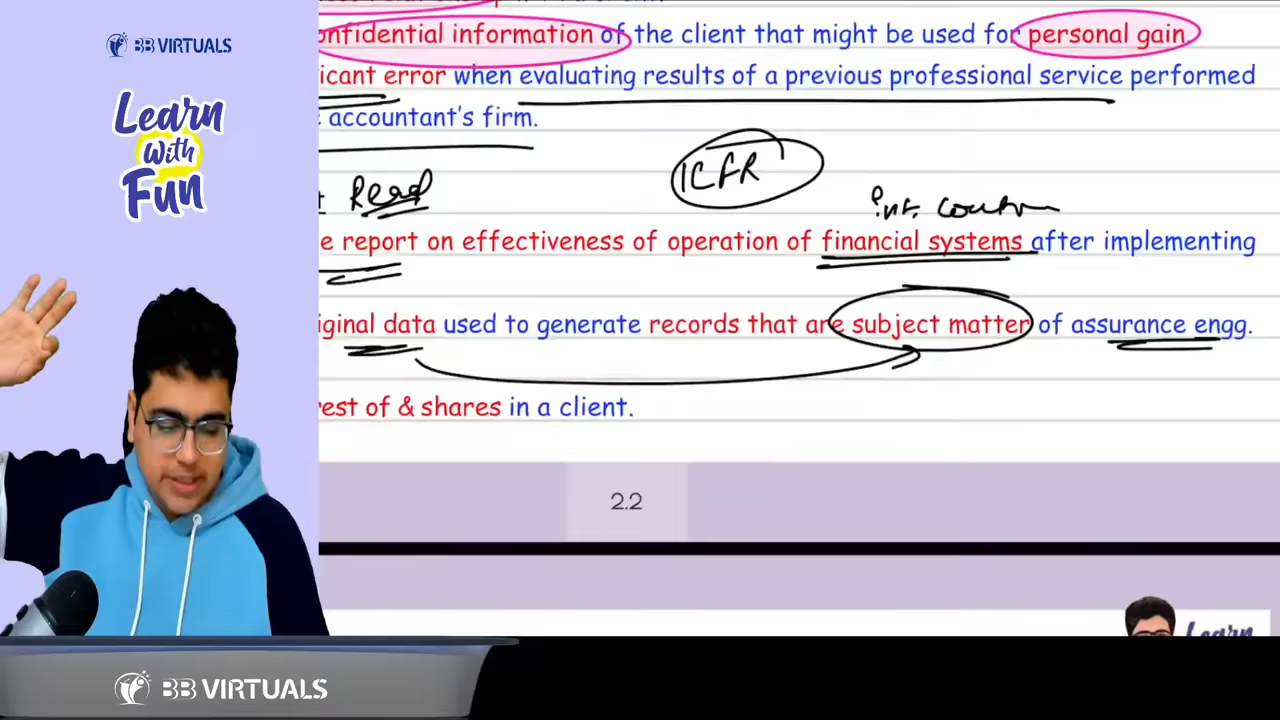 BB VIRTUALS
Learn
with
Fun
onfidential information of the client that might be used for personal gain
icant error when evaluating results of a previous professional service performed
accountant's firm.
Read
ICFR
int.
e report on effectiveness of operation of financial systems after implementing
iginal data used to generate records that are subject matter of assurance engg.
rest of & shares in a client.
2.2
Learn
BB VIRTUALS